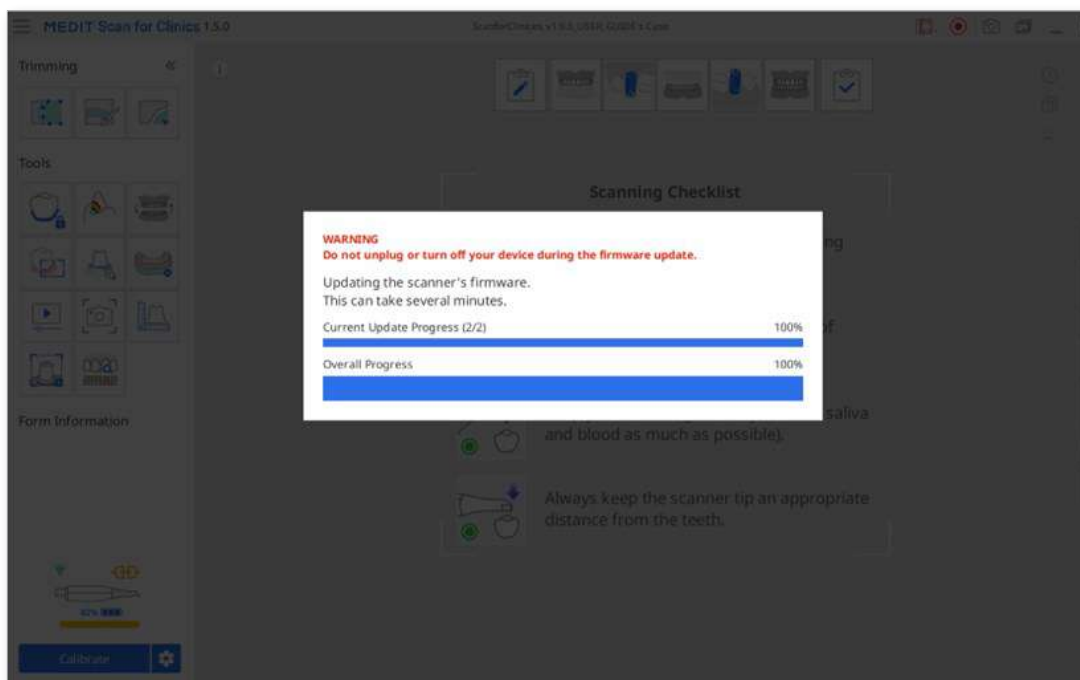 MEDIT Scan for Clinics 1.5.0
Trimming
Tools
Scanning Checklist
ng
WARNING
Do not unplug or turn off your device during the firmware update.
Updating the scanner's firmware.
This can take several minutes.
Current Update Progress (2/2) 100%
of
Overall Progress 100%
saliva
and blood as much as possible).
Always keep the scanner tip an appropriate
distance from the teeth.
Form Information
Calibrate